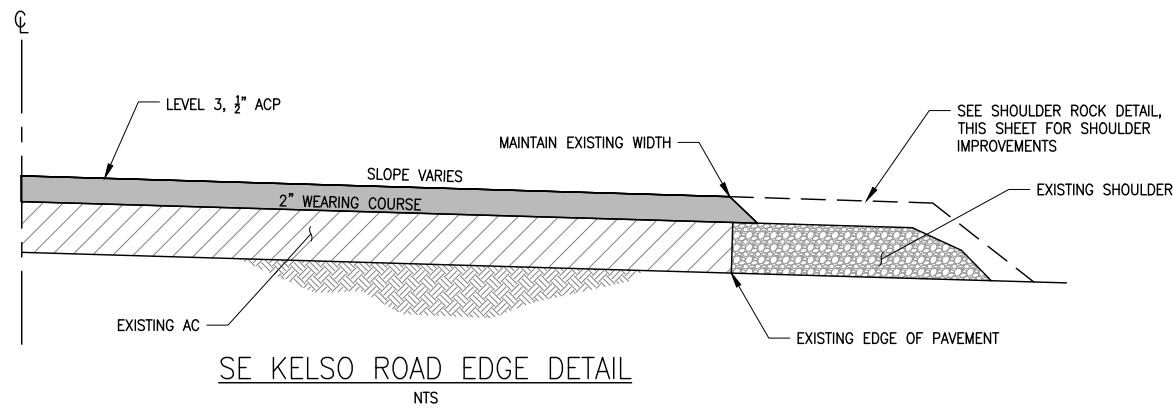 ℄
LEVEL 3, ½" ACP
SEE SHOULDER ROCK DETAIL,
THIS SHEET FOR SHOULDER
IMPROVEMENTS
MAINTAIN EXISTING WIDTH
SLOPE VARIES
EXISTING SHOULDER
2" WEARING COURSE
EXISTING AC
EXISTING EDGE OF PAVEMENT
SE KELSO ROAD EDGE DETAIL
NTS